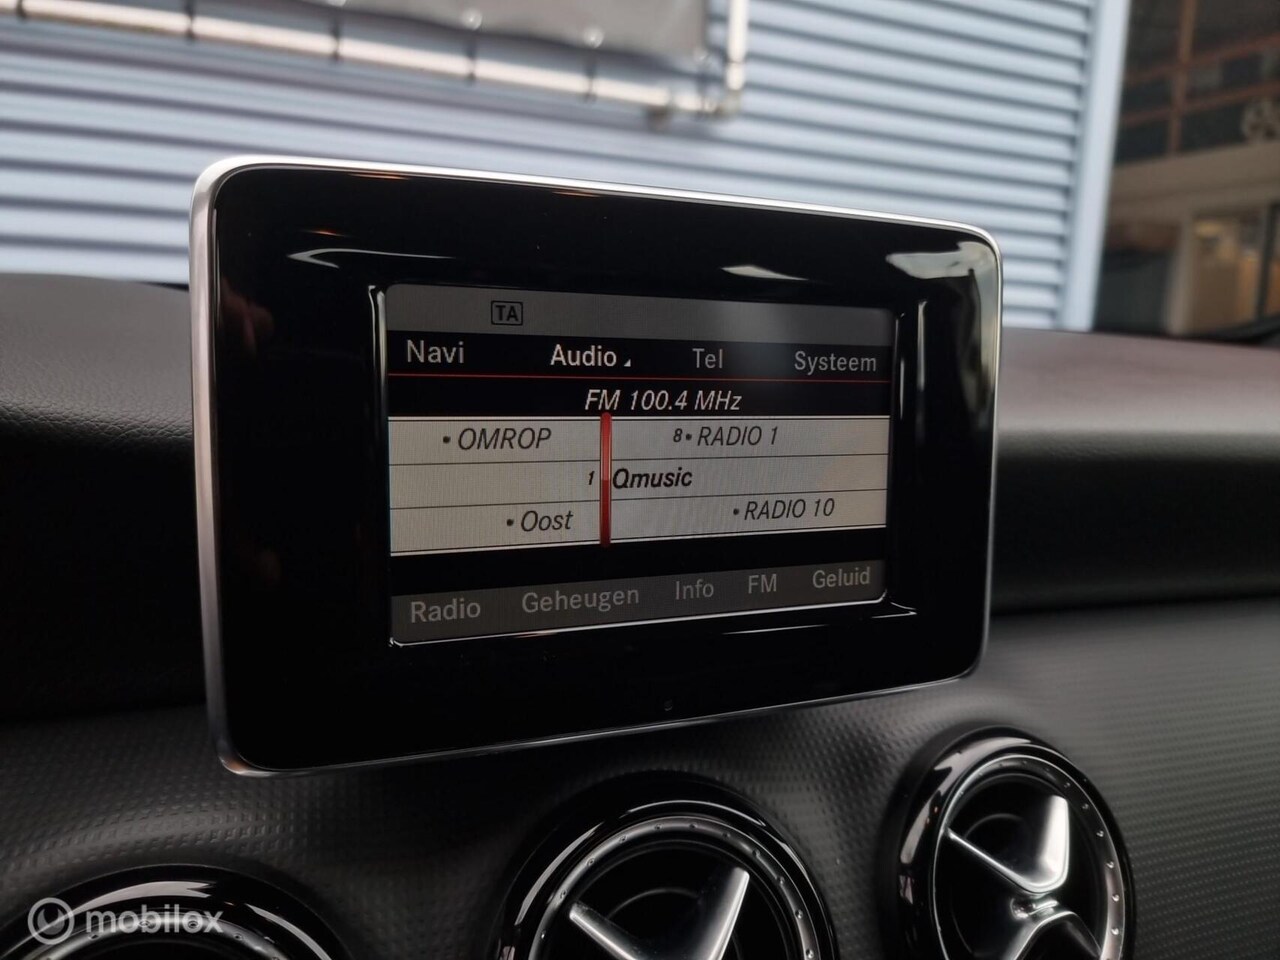 TA
Navi Audio Tel Systeem
FM 100.4 MHz
• OMROP 8• RADIO 1
1 Qmusic
• Oost • RADIO 10
Radio Geheugen Info FM Geluid
mobilox